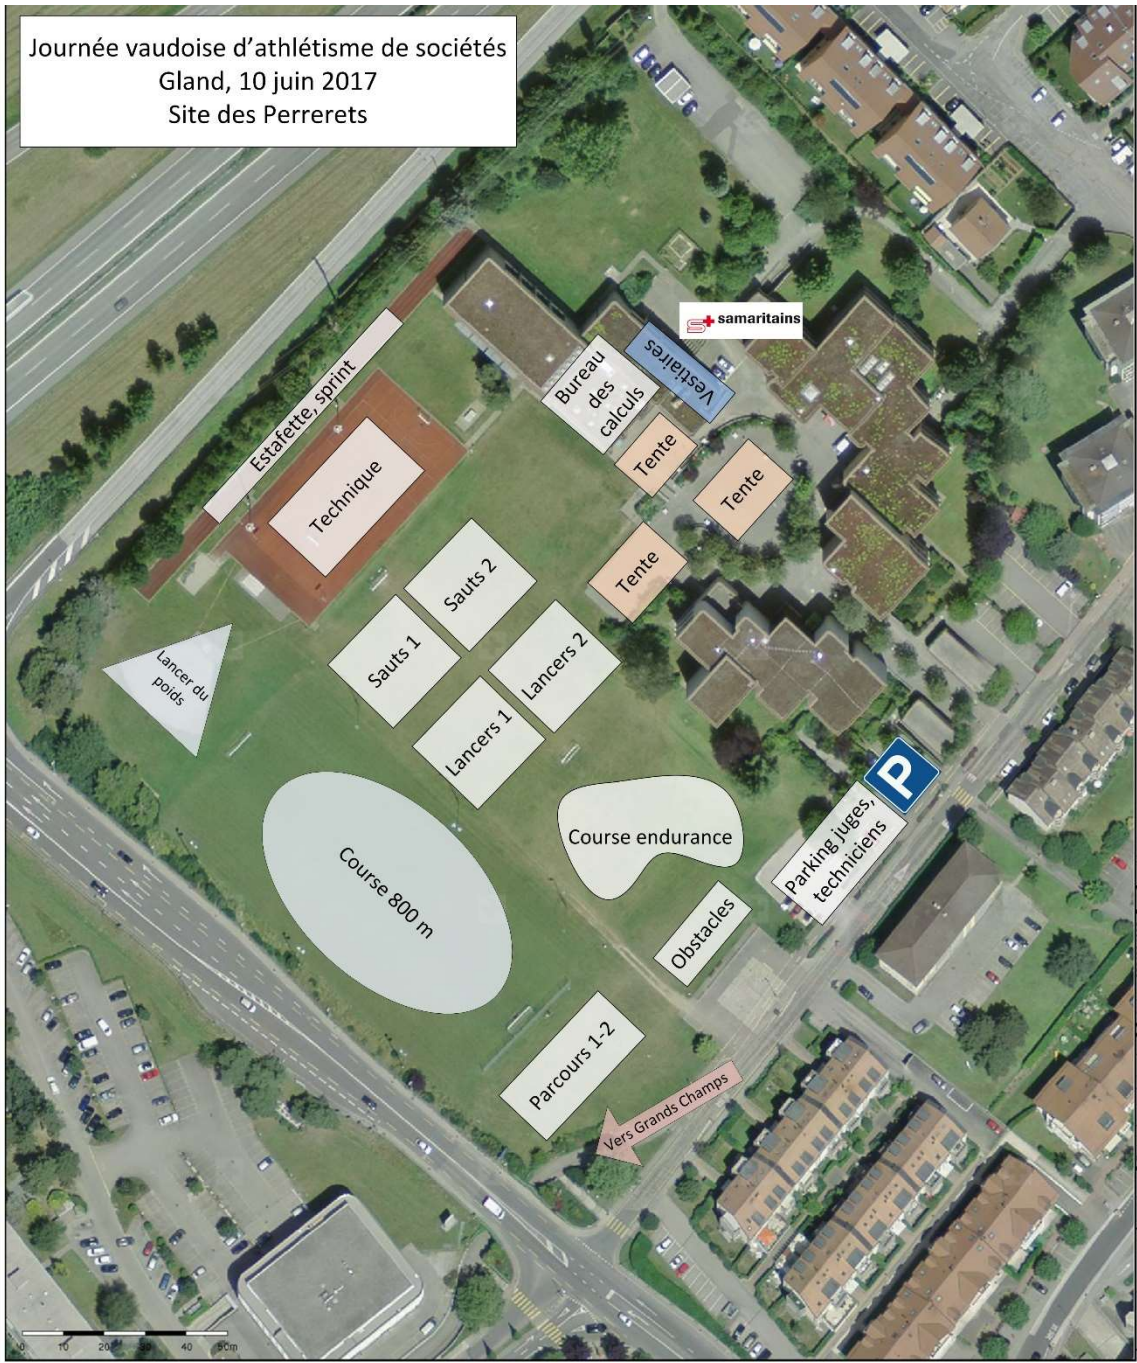 Journée vaudoise d'athlétisme de sociétés
Gland, 10 juin 2017
Site des Perrerets
samaritains
Vestiaires
Estafette, sprint
Bureau
des
calculs
Tente
Tente
Technique
Tente
Sauts 2
Sauts 1
Lancers 2
Lancer du
poids
Lancers 1
P
Course endurance
Parking juges,
techniciens
Course 800 m
Obstacles
Parcours 1-2
Vers Grands Champs
0 10 20 30 40 50m